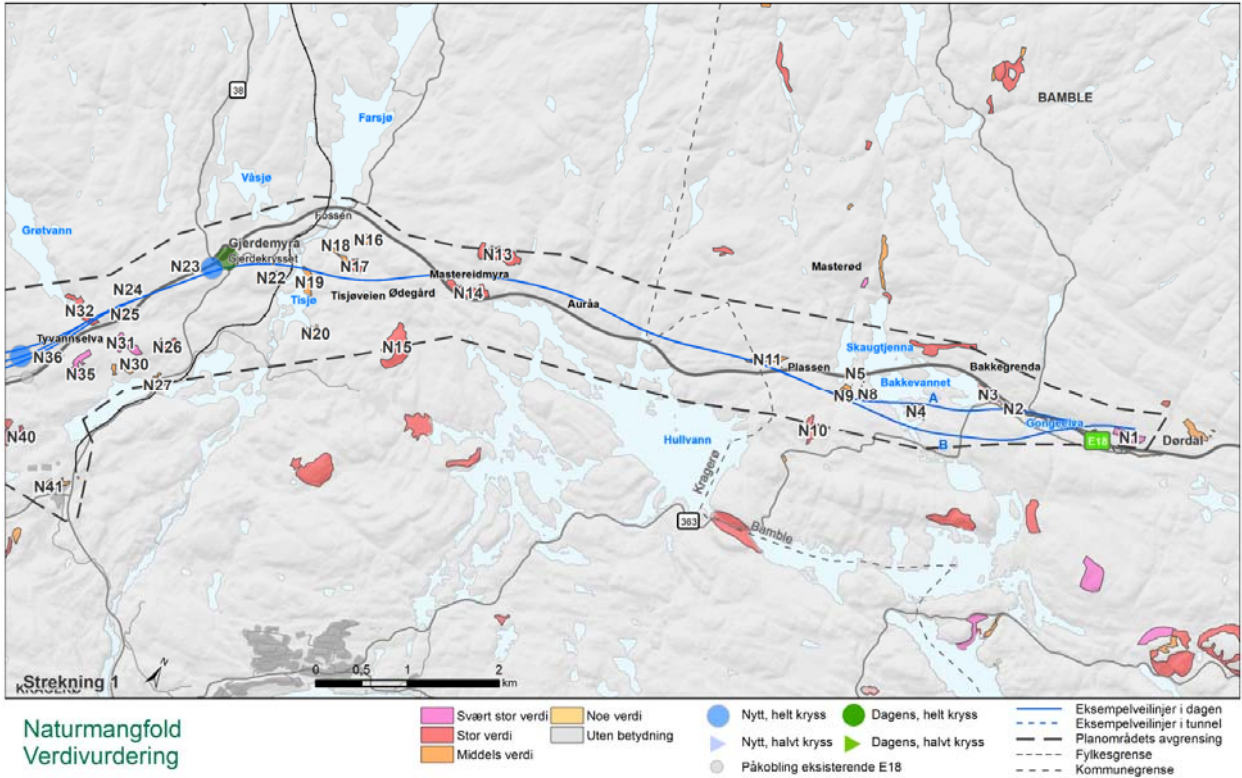 38
BAMBLE
Farsjø
Våsjø
Grøtvann
Fossen
Gjerdemyra
Gjerdekrysset
N18
N16
N17
N13
N23
N22
N19
Mastereidmyra
Masterød
N24
N25
N32
Tisjø
Tisjøveien
Ødegård
N14
Auråa
Tyvannselva
N36
N31
N26
N35
N30
N27
N20
N15
Skaugtjenna
N11
Plassen
N5
Bakkegrenda
Bakkevannet
N9
N8
A
N3
N4
N2
Gongeelva
N10
B
E18
N1
Dørdal
Hullvann
N40
N41
Kragerø
363
Bamble
Strekning 1
N
0
0,5
1
2
km
Naturmangfold
Verdivurdering
Svært stor verdi
Stor verdi
Middels verdi
Noe verdi
Uten betydning
Nytt, helt kryss
Nytt, halvt kryss
Påkobling eksisterende E18
Dagens, helt kryss
Dagens, halvt kryss
Eksempelveilinjer i dagen
Eksempelveilinjer i tunnel
Planområdets avgrensing
Fylkesgrense
Kommunegrense